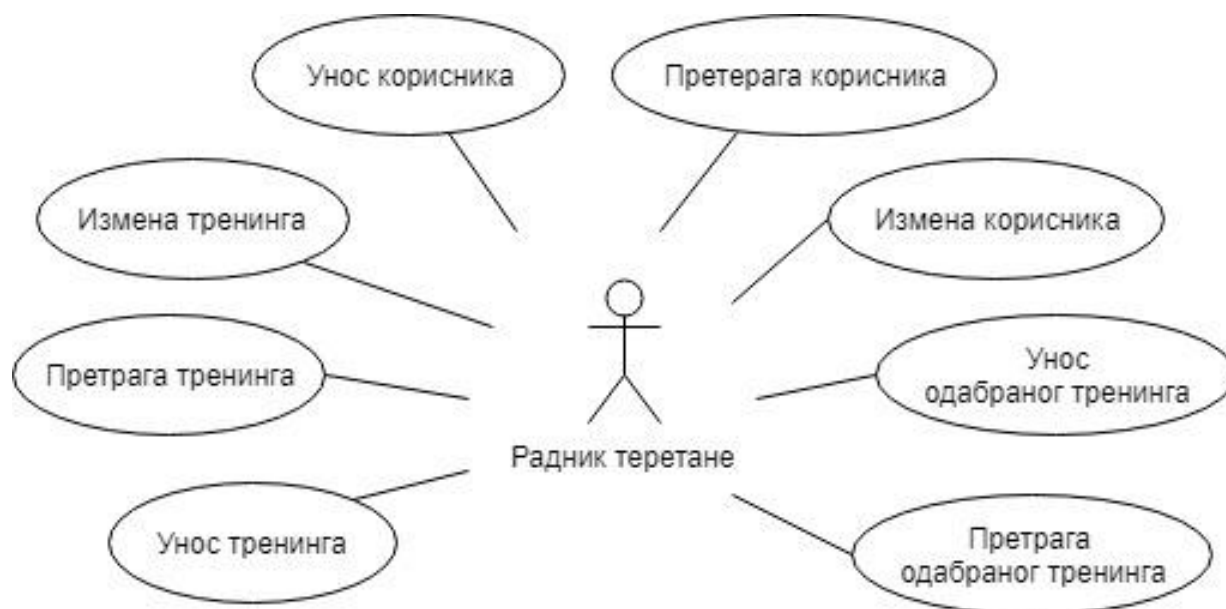 Унос корисника
Претерага корисника
Измена тренинга
Измена корисника
Претрага тренинга
Унос
одабраног тренинга
Радник теретане
Унос тренинга
Претрага
одабраног тренинга